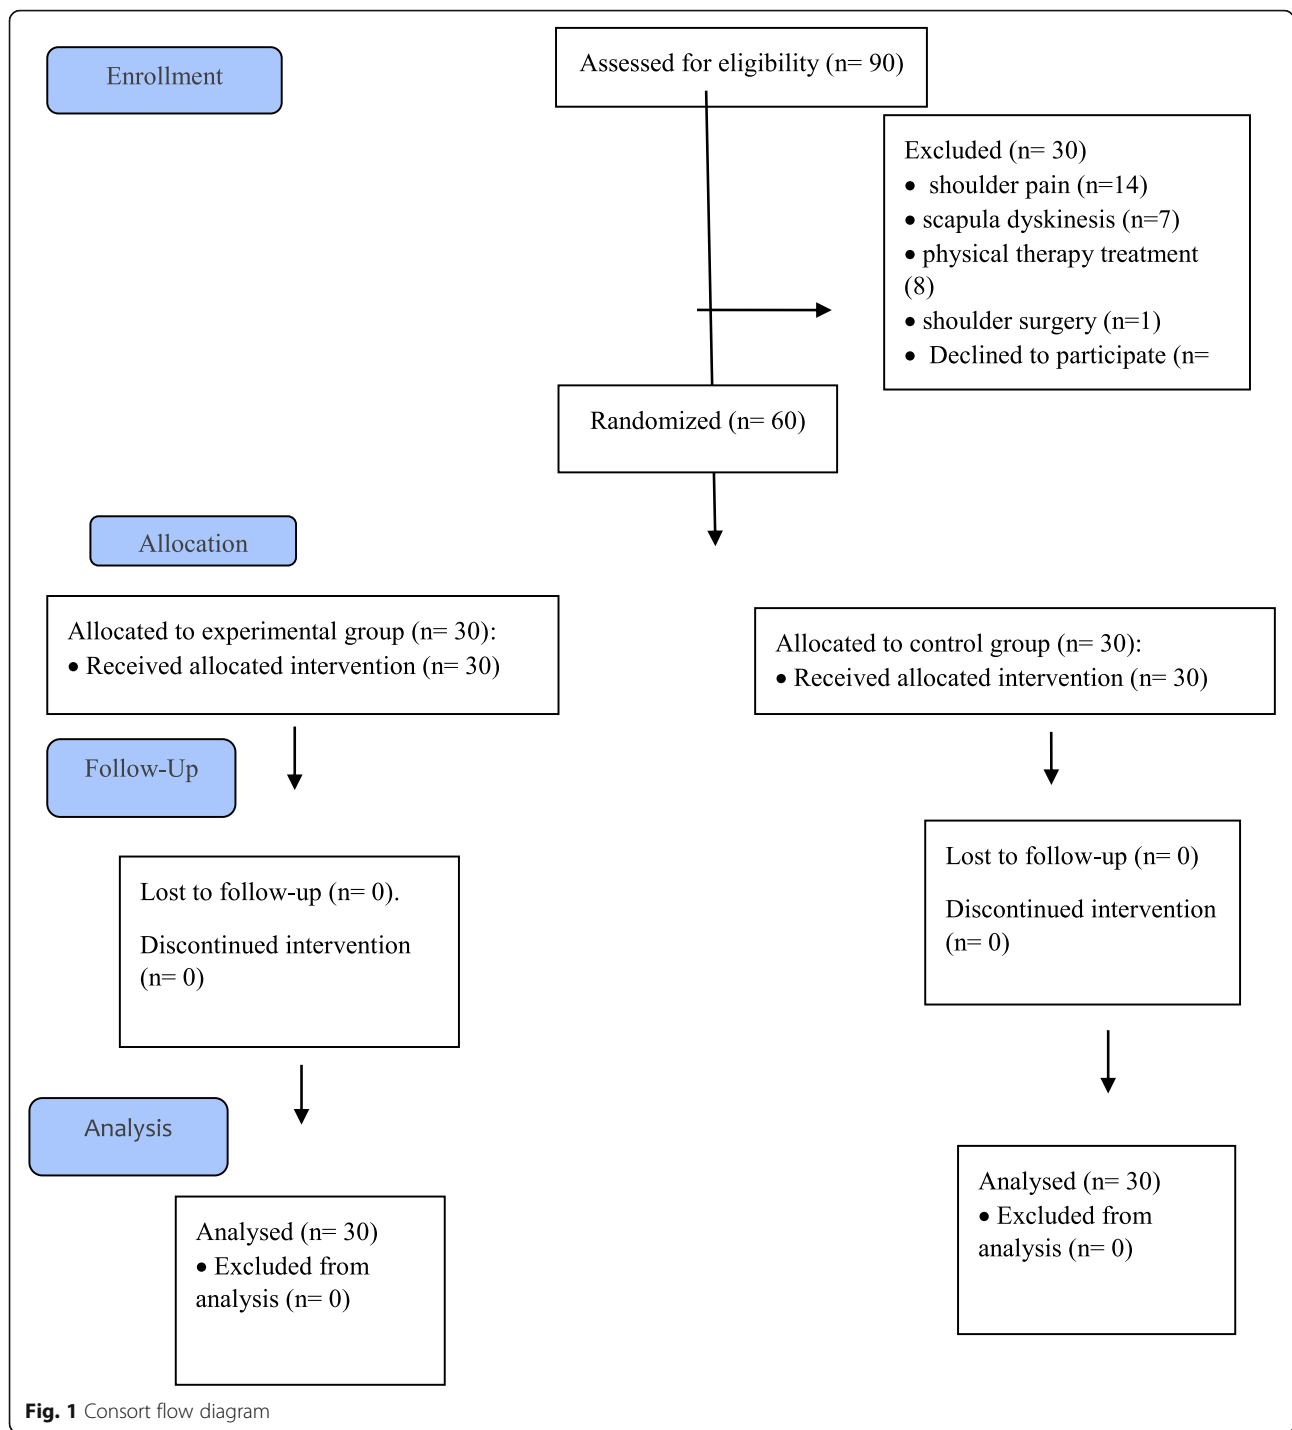 Enrollment
Assessed for eligibility (n= 90)
Excluded (n= 30)
• shoulder pain (n=14)
• scapula dyskinesis (n=7)
• physical therapy treatment
(8)
• shoulder surgery (n=1)
• Declined to participate (n=
Randomized (n= 60)
Allocation
Allocated to experimental group (n= 30):
• Received allocated intervention (n= 30)
Allocated to control group (n= 30):
• Received allocated intervention (n= 30)
Follow-Up
Lost to follow-up (n= 0).
Discontinued intervention
(n= 0)
Lost to follow-up (n= 0)
Discontinued intervention
(n= 0)
Analysis
Analysed (n= 30)
• Excluded from
analysis (n= 0)
Analysed (n= 30)
• Excluded from
analysis (n= 0)
Fig. 1 Consort flow diagram